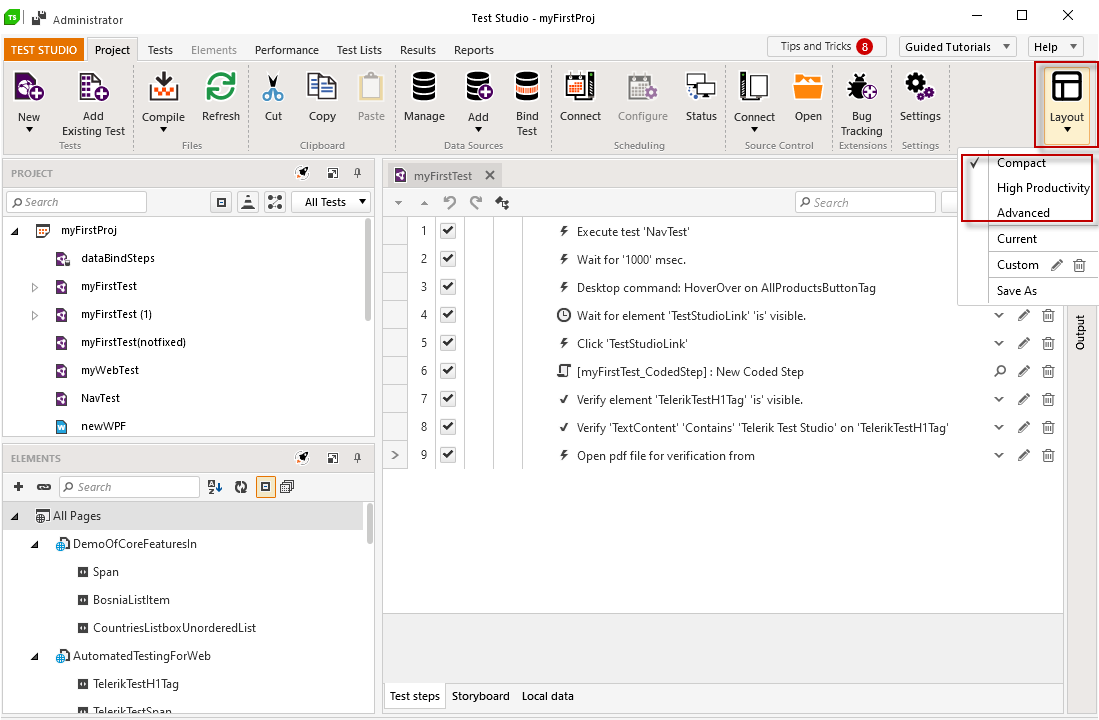 TS Administrator Test Studio - myFirstProj
TEST STUDIO Project Tests Elements Performance Test Lists Results Reports Tips and Tricks 8 Guided Tutorials Help
New Add Existing Test Compile Refresh Cut Copy Paste Manage Add Bind Test Connect Configure Status Connect Open Bug Tracking Settings Layout
Tests Files Clipboard Data Sources Scheduling Source Control Extensions Settings
Compact
High Productivity
Advanced
Current
Custom
Save As
PROJECT
Search All Tests
myFirstProj
dataBindSteps
myFirstTest
myFirstTest (1)
myFirstTest(notfixed)
myWebTest
NavTest
newWPF
ELEMENTS
Search
All Pages
DemoOfCoreFeaturesIn
Span
BosniaListItem
CountriesListboxUnorderedList
AutomatedTestingForWeb
TelerikTestH1Tag
TelerikTestSpan
myFirstTest
Search
1 Execute test 'NavTest'
2 Wait for '1000' msec.
3 Desktop command: HoverOver on AllProductsButtonTag
4 Wait for element 'TestStudioLink' 'is' visible.
5 Click 'TestStudioLink'
6 [myFirstTest_CodedStep] : New Coded Step
7 Verify element 'TelerikTestH1Tag' 'is' visible.
8 Verify 'TextContent' 'Contains' 'Telerik Test Studio' on 'TelerikTestH1Tag'
9 Open pdf file for verification from
Output
Test steps Storyboard Local data